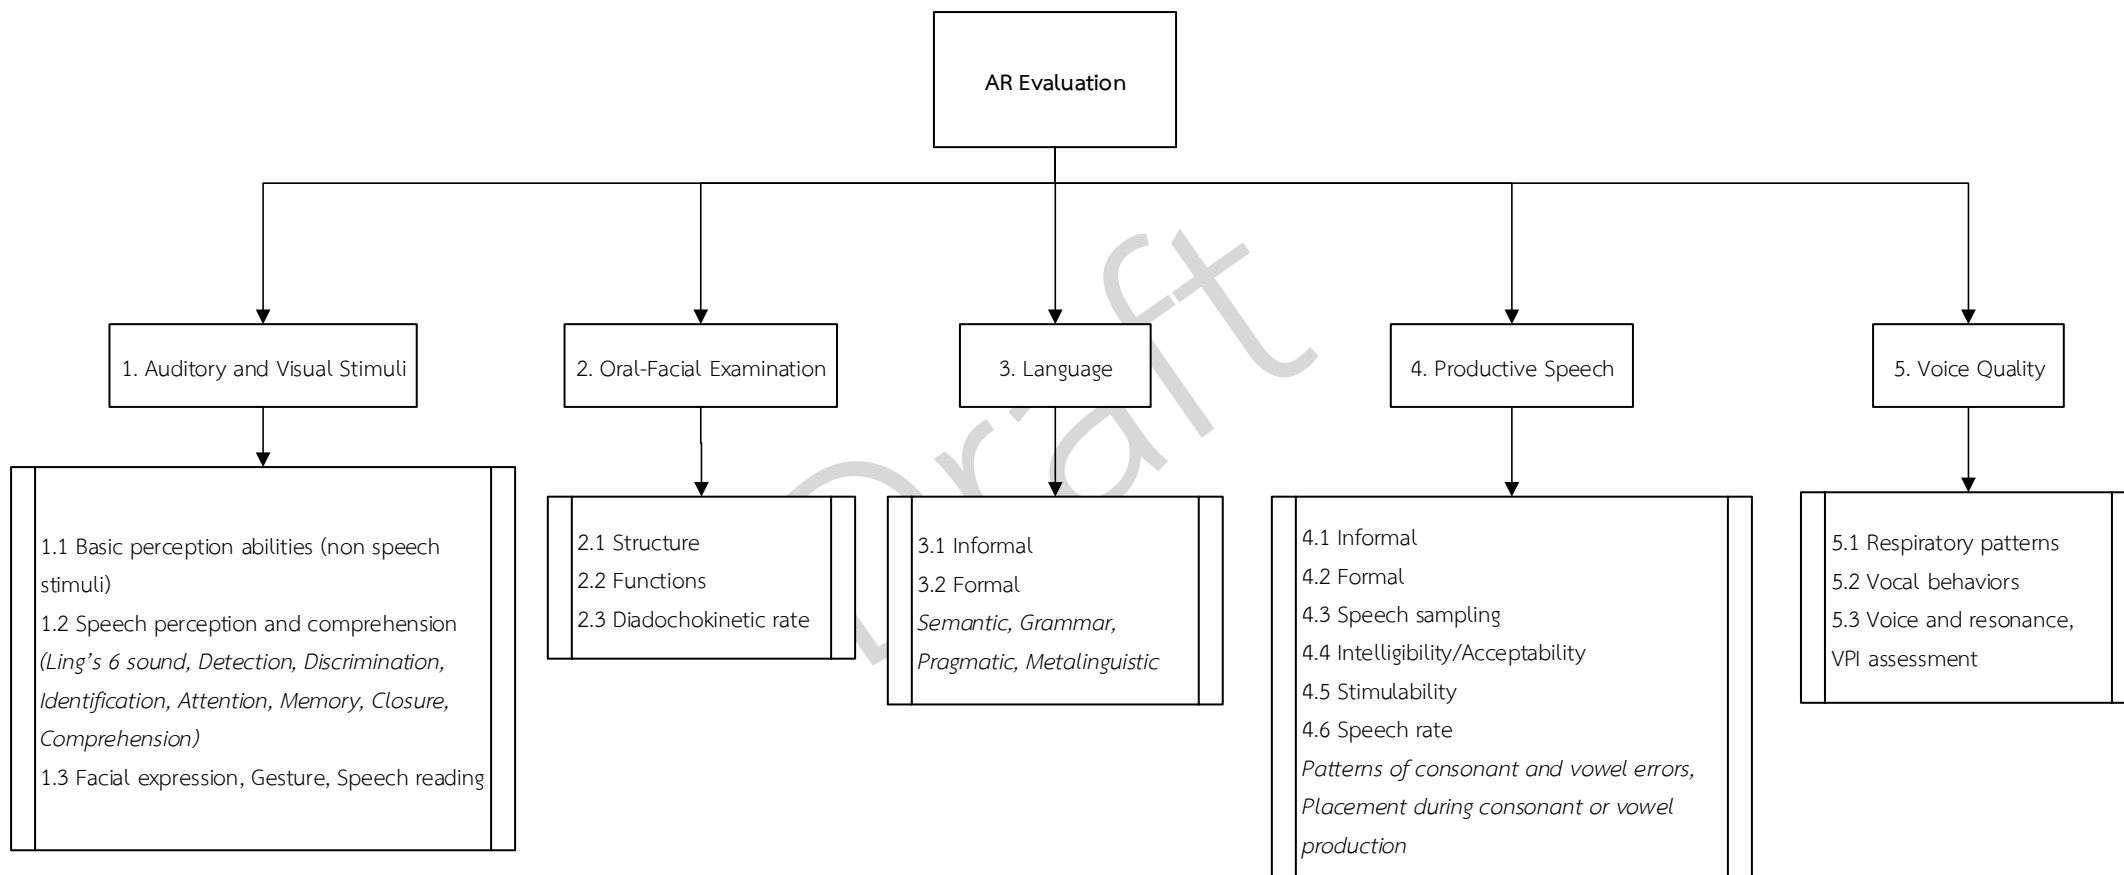 AR Evaluation
1. Auditory and Visual Stimuli
2. Oral-Facial Examination
3. Language
4. Productive Speech
5. Voice Quality
1.1 Basic perception abilities (non speech
stimuli)
1.2 Speech perception and comprehension
(Ling's 6 sound, Detection, Discrimination,
Identification, Attention, Memory, Closure,
Comprehension)
1.3 Facial expression, Gesture, Speech reading
2.1 Structure
2.2 Functions
2.3 Diadochokinetic rate
3.1 Informal
3.2 Formal
Semantic, Grammar,
Pragmatic, Metalinguistic
4.1 Informal
4.2 Formal
4.3 Speech sampling
4.4 Intelligibility/Acceptability
4.5 Stimulability
4.6 Speech rate
Patterns of consonant and vowel errors,
Placement during consonant or vowel
production
5.1 Respiratory patterns
5.2 Vocal behaviors
5.3 Voice and resonance,
VPI assessment
Draft